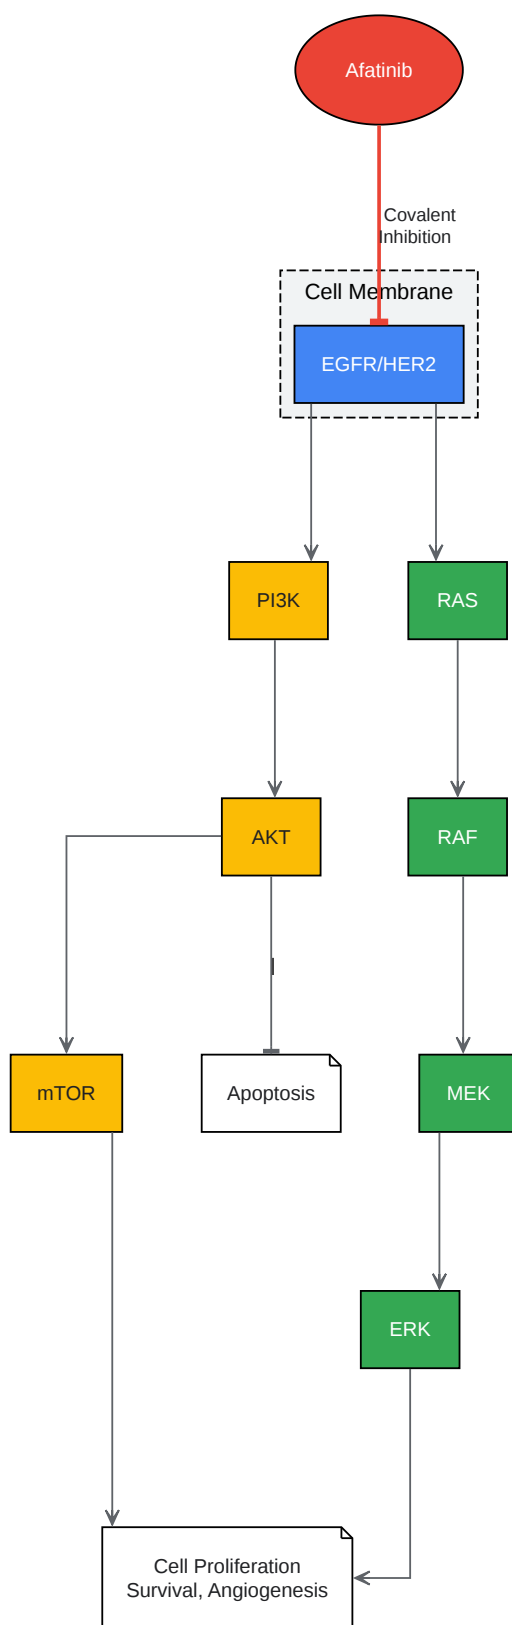 Afatinib
Covalent
Inhibition
Cell Membrane
EGFR/HER2
PI3K
RAS
AKT
RAF
mTOR
Apoptosis
MEK
ERK
Cell Proliferation
Survival, Angiogenesis